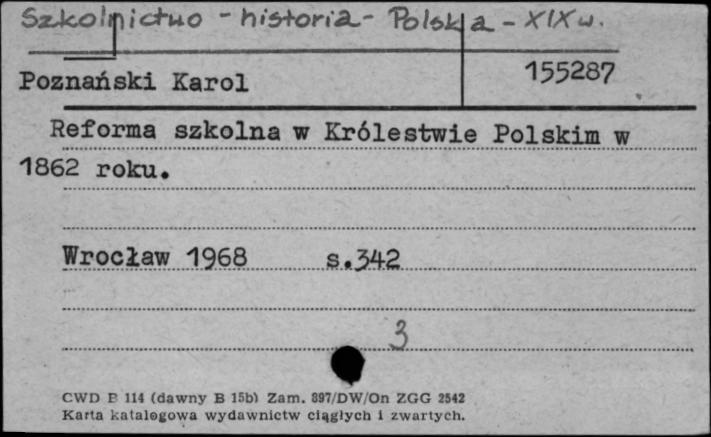 Szkolnictwo - historia - Polska - XIX w.
Poznański Karol
155287
Reforma szkolna w Królestwie Polskim w
1862 roku.
Wrocław 1968 s.342
3
CWD B 114 (dawny B 15b) Zam. 897/DW/On ZGG 2542
Karta katalogowa wydawnictw ciągłych i zwartych.